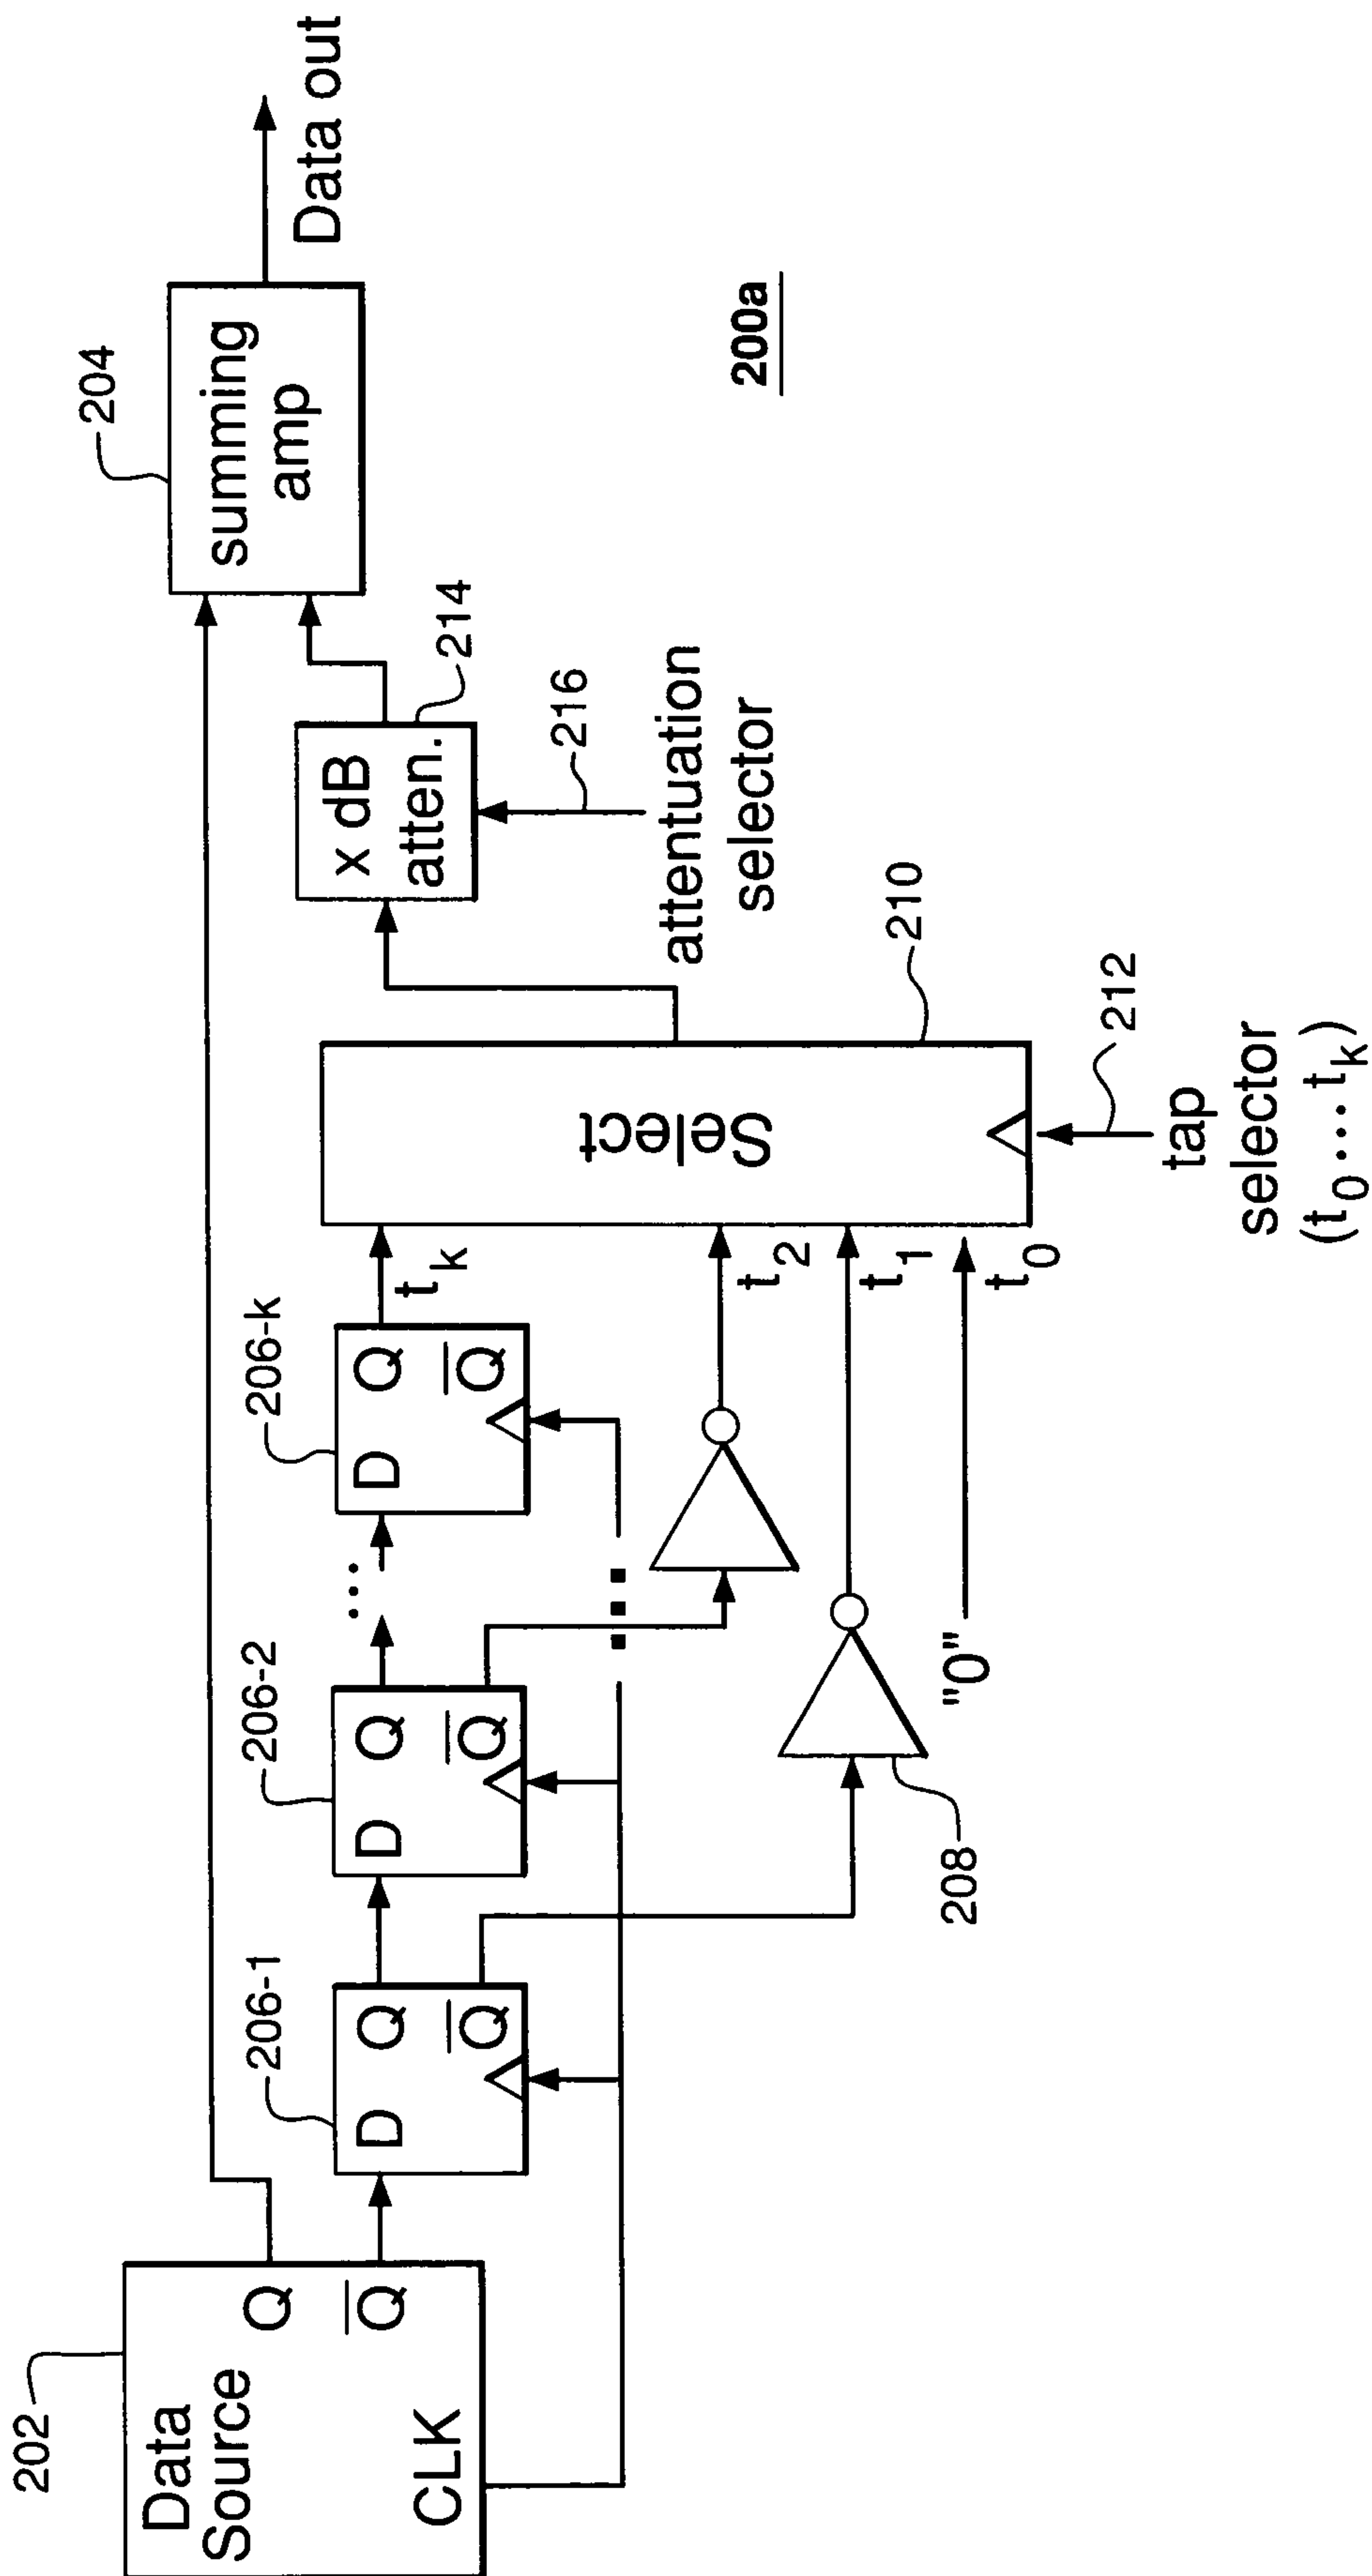 202
Data
Source
Q
Q
CLK
206-1
D Q
Q
206-2
D Q
Q
...
206-k
D Q
Q
tk
t2
t1
t0
"0"
208
Select
210
212
tap
selector
(t0 ... tk)
x dB
atten.
214
216
attentuation
selector
204
summing
amp
Data out
200a